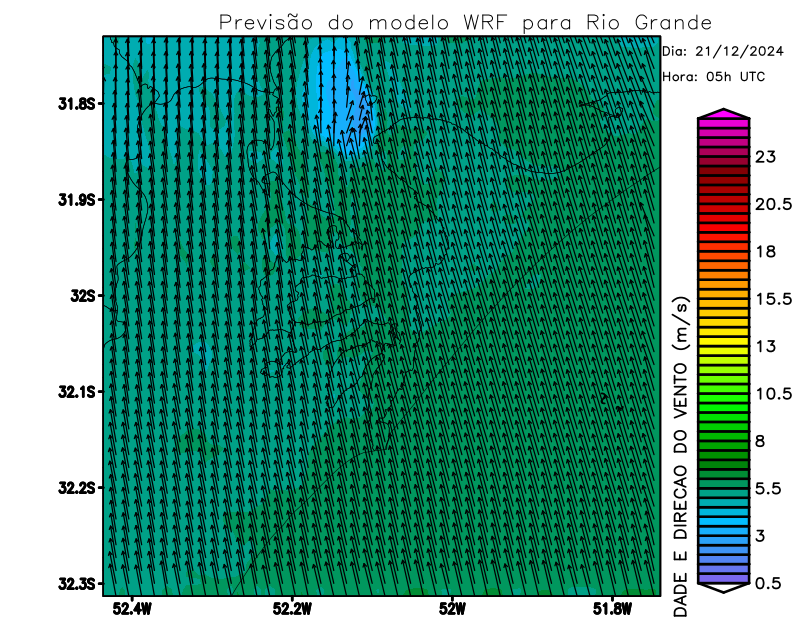 Previsão do modelo WRF para Rio Grande
Dia: 21/12/2024
Hora: 05h UTC
31.8S
31.9S
32S
32.1S
32.2S
32.3S
52.4W
52.2W
52W
51.8W
DADE E DIRECAO DO VENTO (m/s)
23
20.5
18
15.5
13
10.5
8
5.5
3
0.5